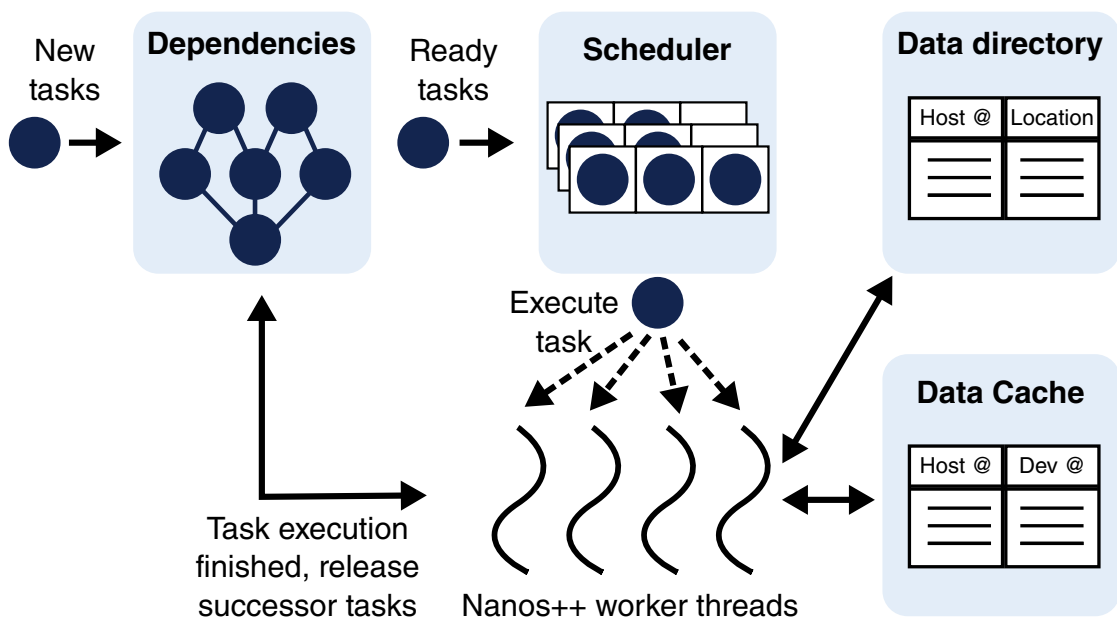 New
tasks
Dependencies
Ready
tasks
Scheduler
Data directory
Host @
Location
Execute
task
Data Cache
Host @
Dev @
Task execution
finished, release
successor tasks
Nanos++ worker threads